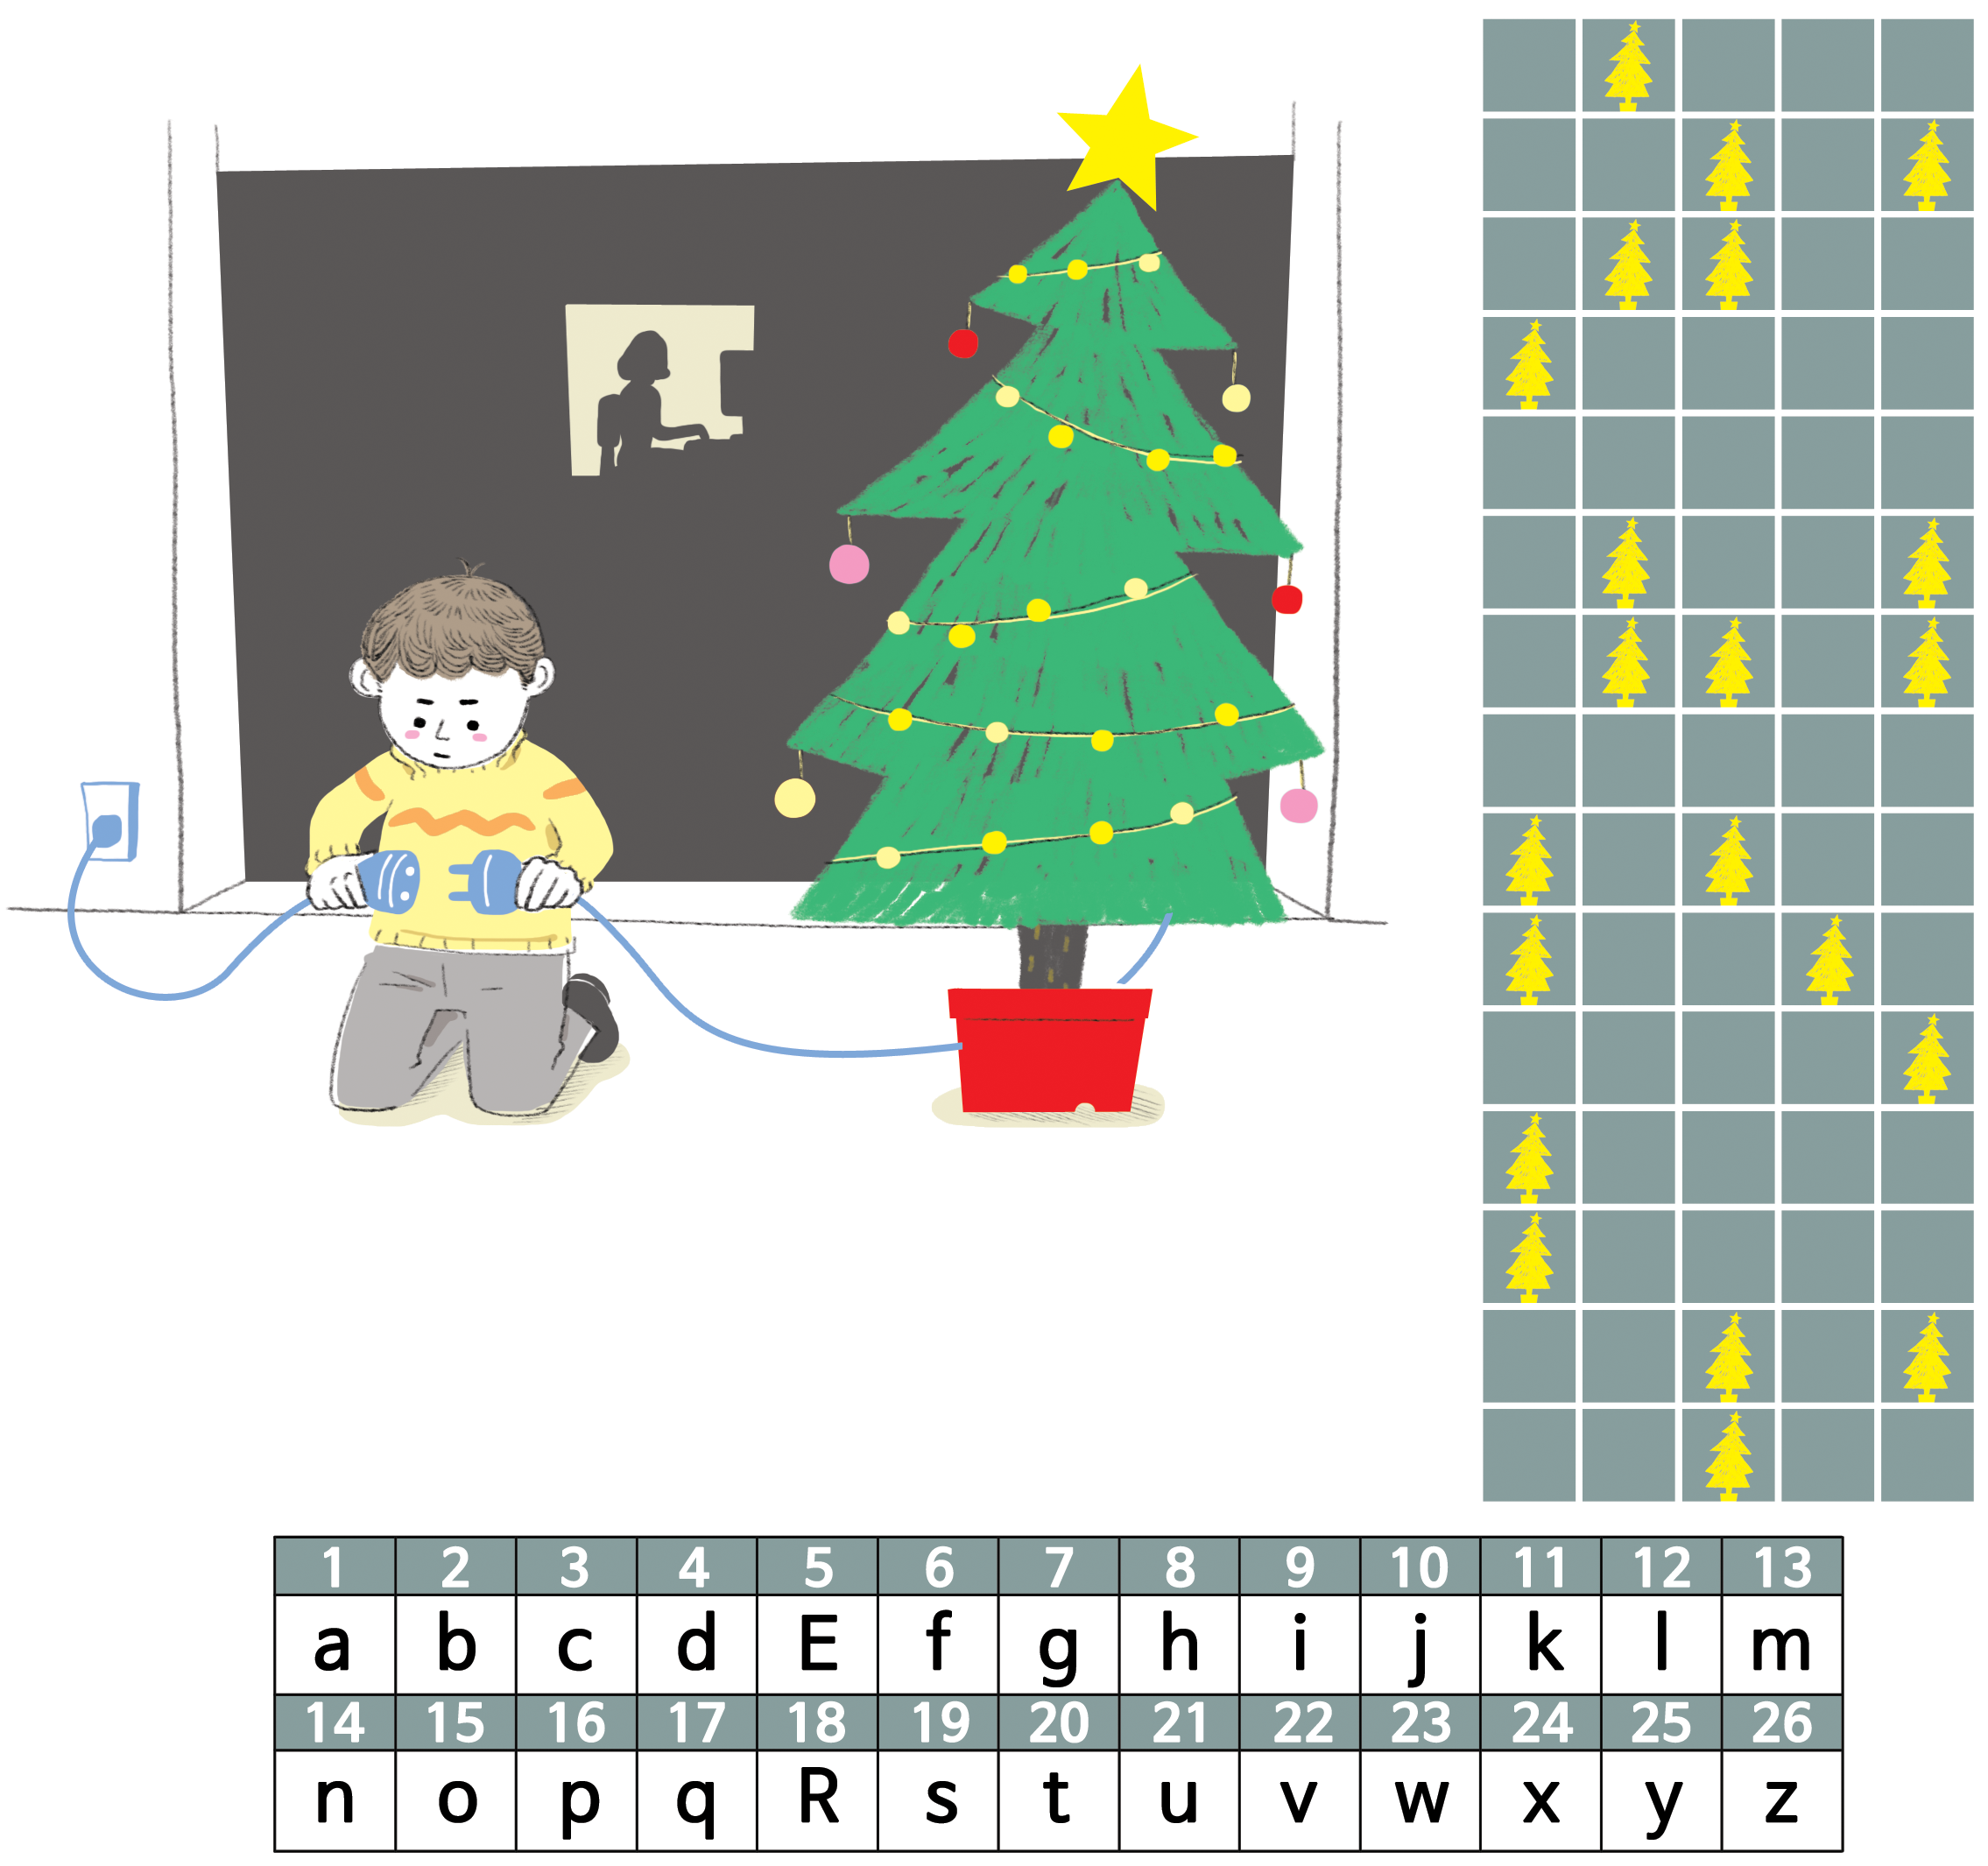 1 2 3 4 5 6 7 8 9 10 11 12 13
a b c d E f g h i j k l m
14 15 16 17 18 19 20 21 22 23 24 25 26
n o p q R s t u v w x y z